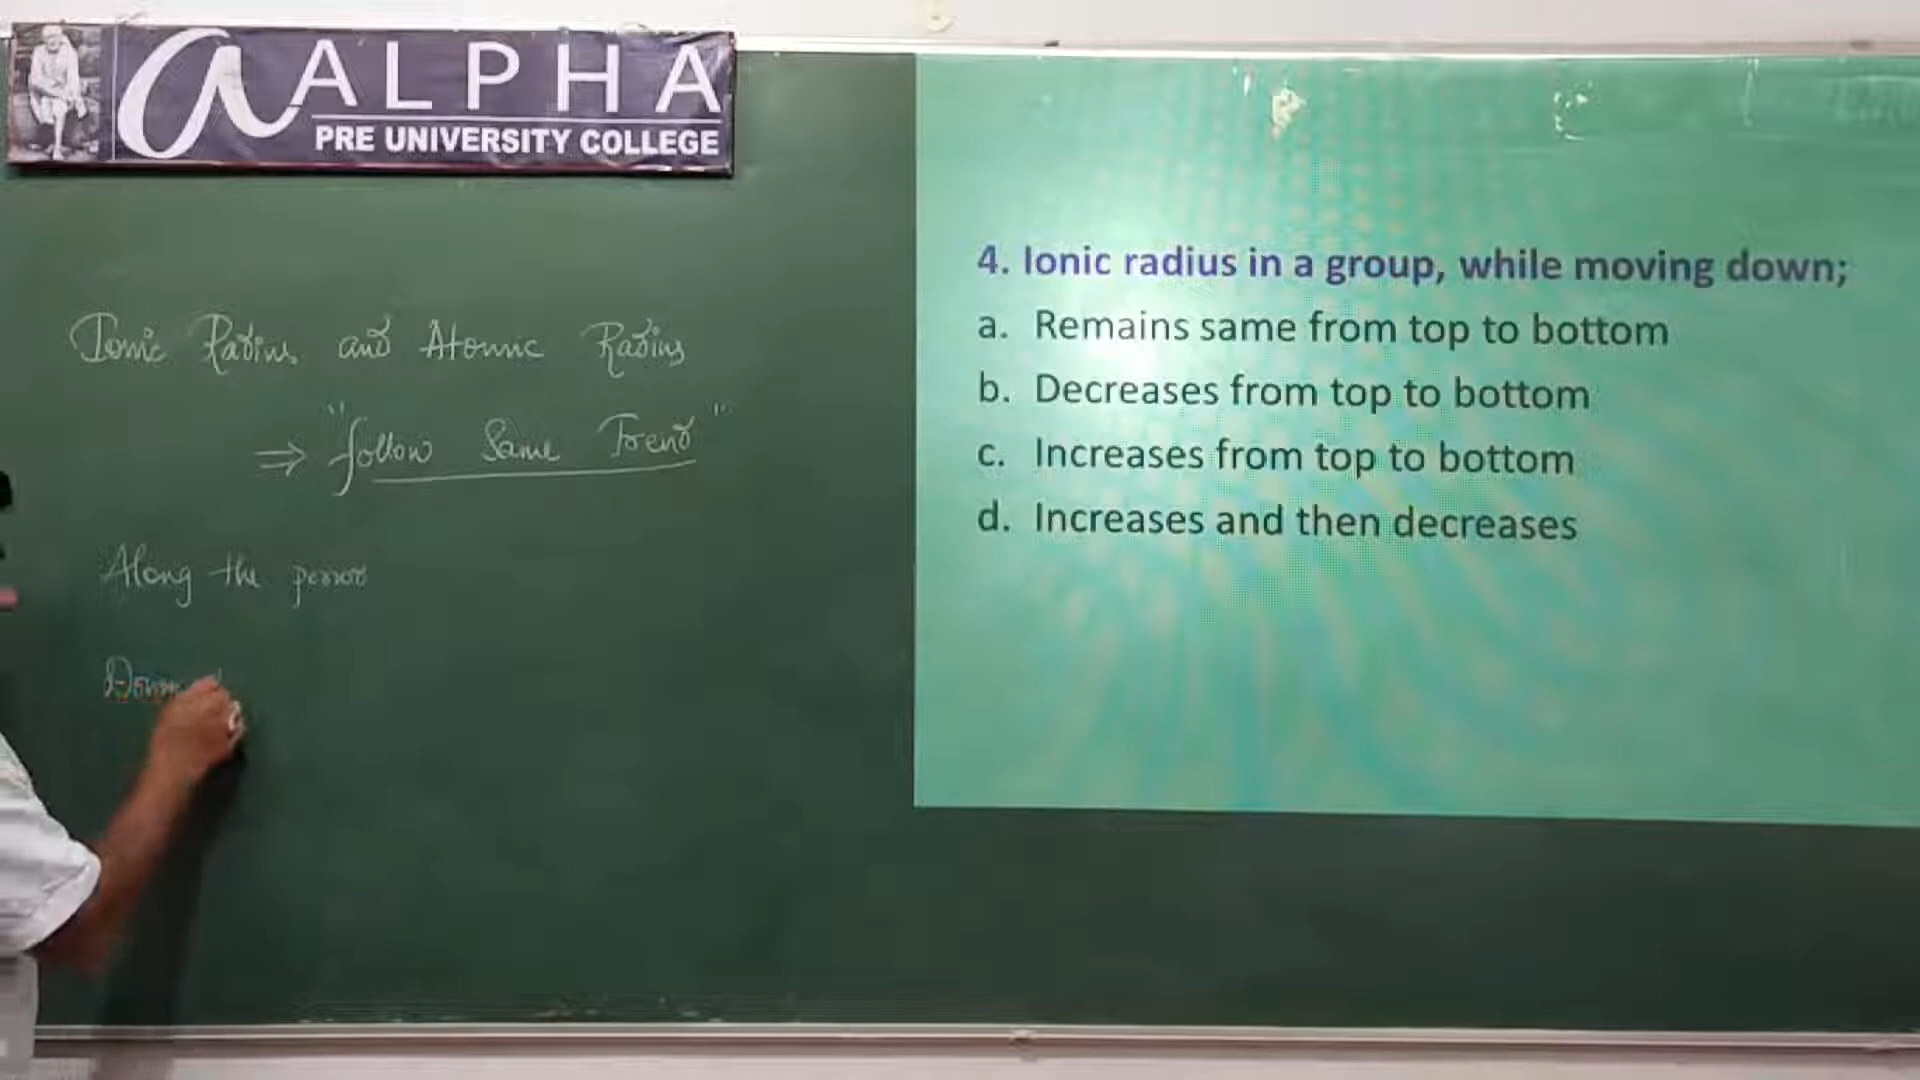 a ALPHA
PRE UNIVERSITY COLLEGE
Ionic Radius and Atomic Radius
⇒ "follow Same Trend"
Along the period
Down
4. Ionic radius in a group, while moving down;
a. Remains same from top to bottom
b. Decreases from top to bottom
c. Increases from top to bottom
d. Increases and then decreases